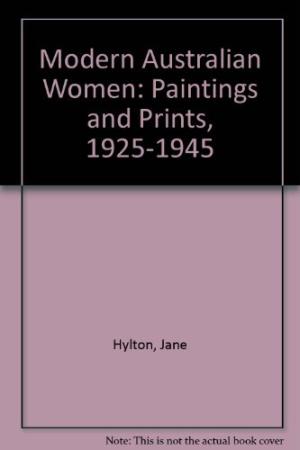 Modern Australian
Women: Paintings
and Prints,
1925-1945
Hylton, Jane
Note: This is not the actual book cover